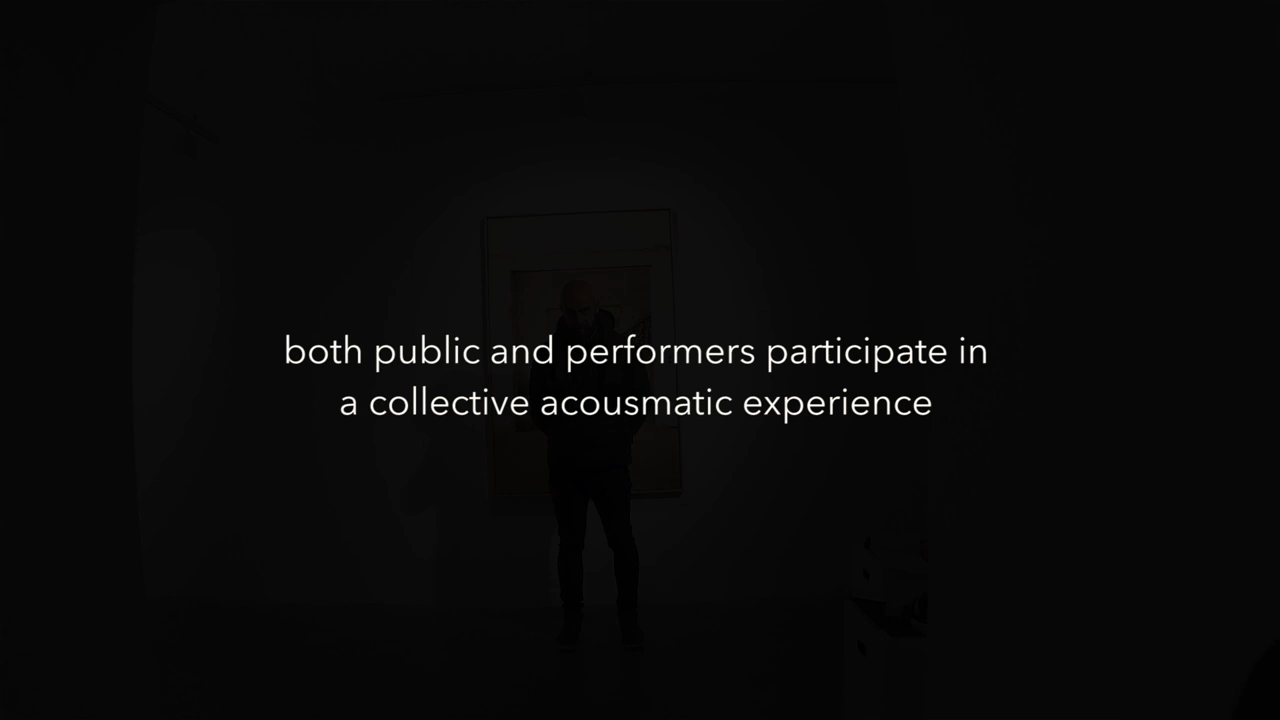 both public and performers participate in
a collective acousmatic experience